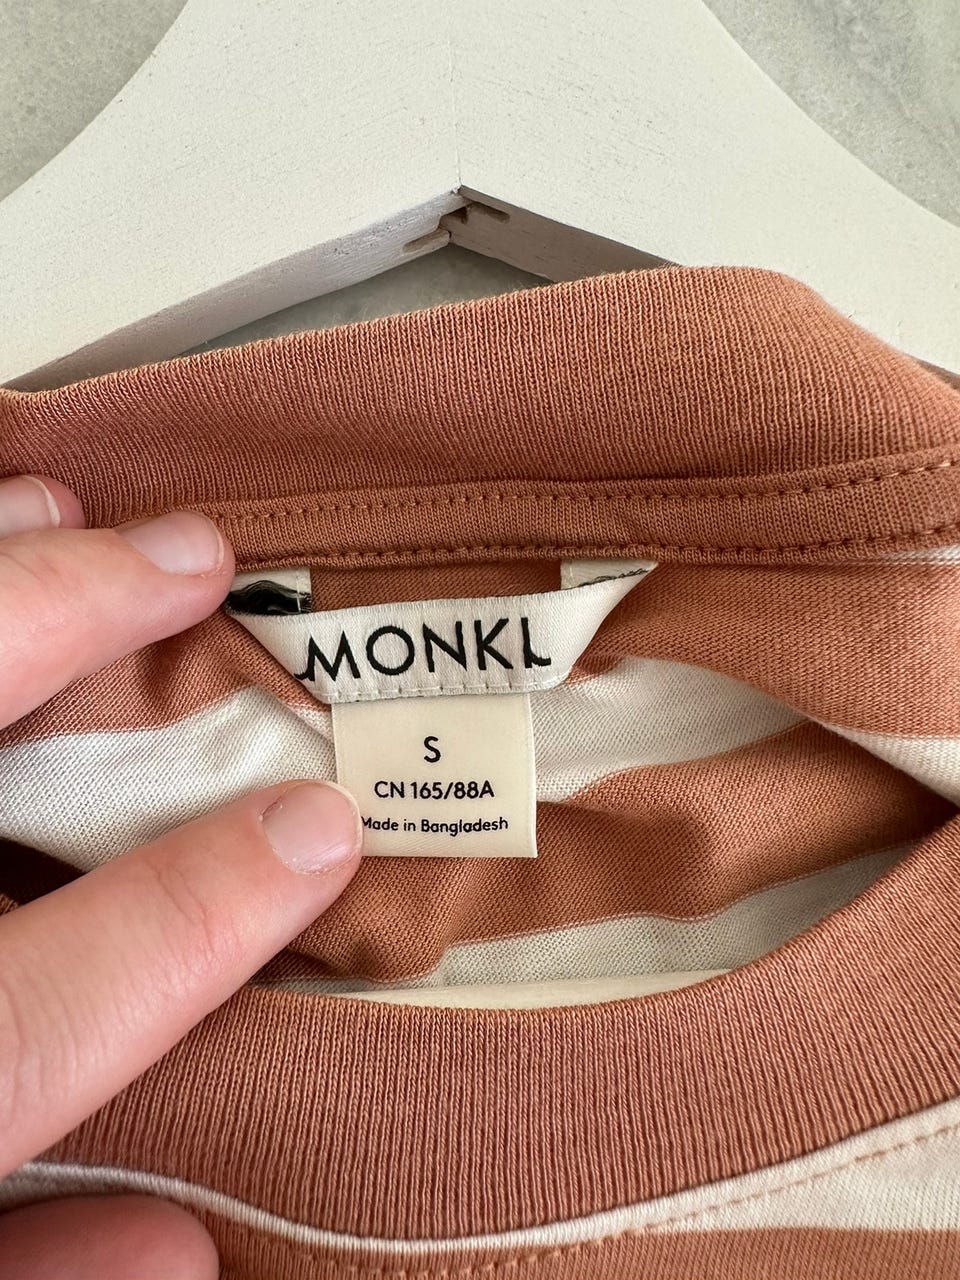 MONKI
S
CN 165/88A
Made in Bangladesh